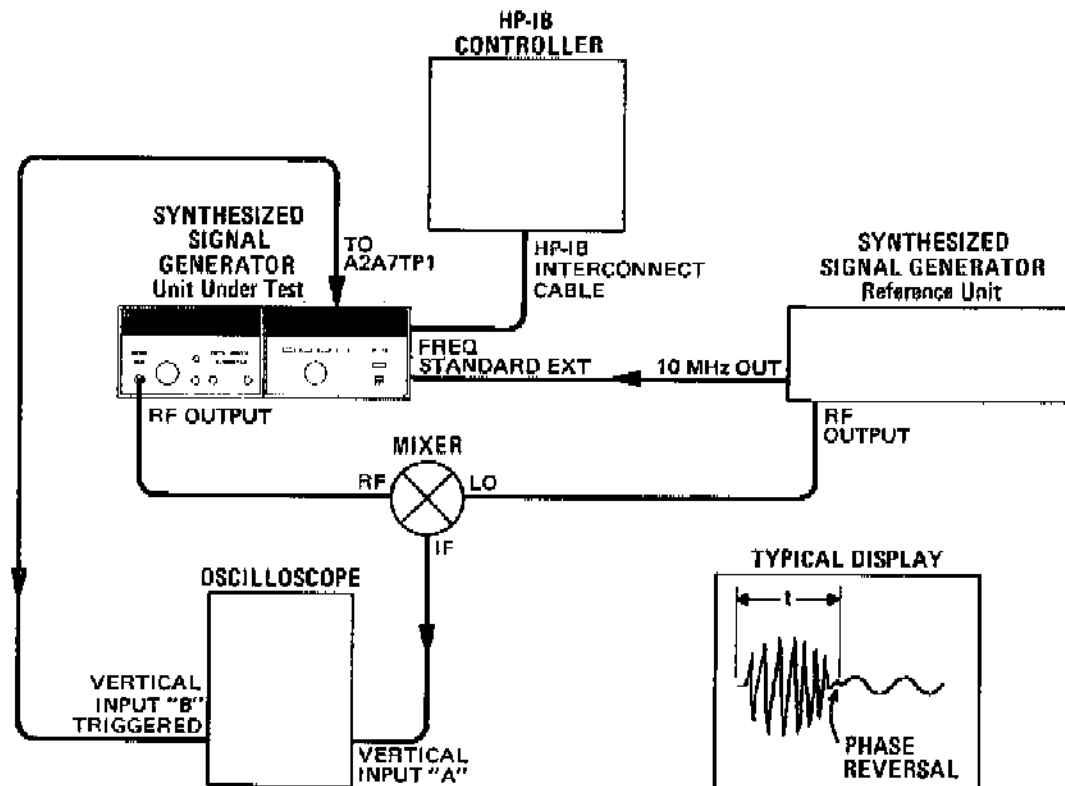 HP-IB
CONTROLLER
SYNTHESIZED
SIGNAL
GENERATOR
Unit Under Test
TO
A2A7TP1
HP-IB
INTERCONNECT
CABLE
SYNTHESIZED
SIGNAL GENERATOR
Reference Unit
FREQ
STANDARD EXT
10 MHz OUT
RF OUTPUT
RF
OUTPUT
MIXER
RF
LO
IF
OSCILLOSCOPE
VERTICAL
INPUT "B"
TRIGGERED
VERTICAL
INPUT "A"
TYPICAL DISPLAY
t
PHASE
REVERSAL